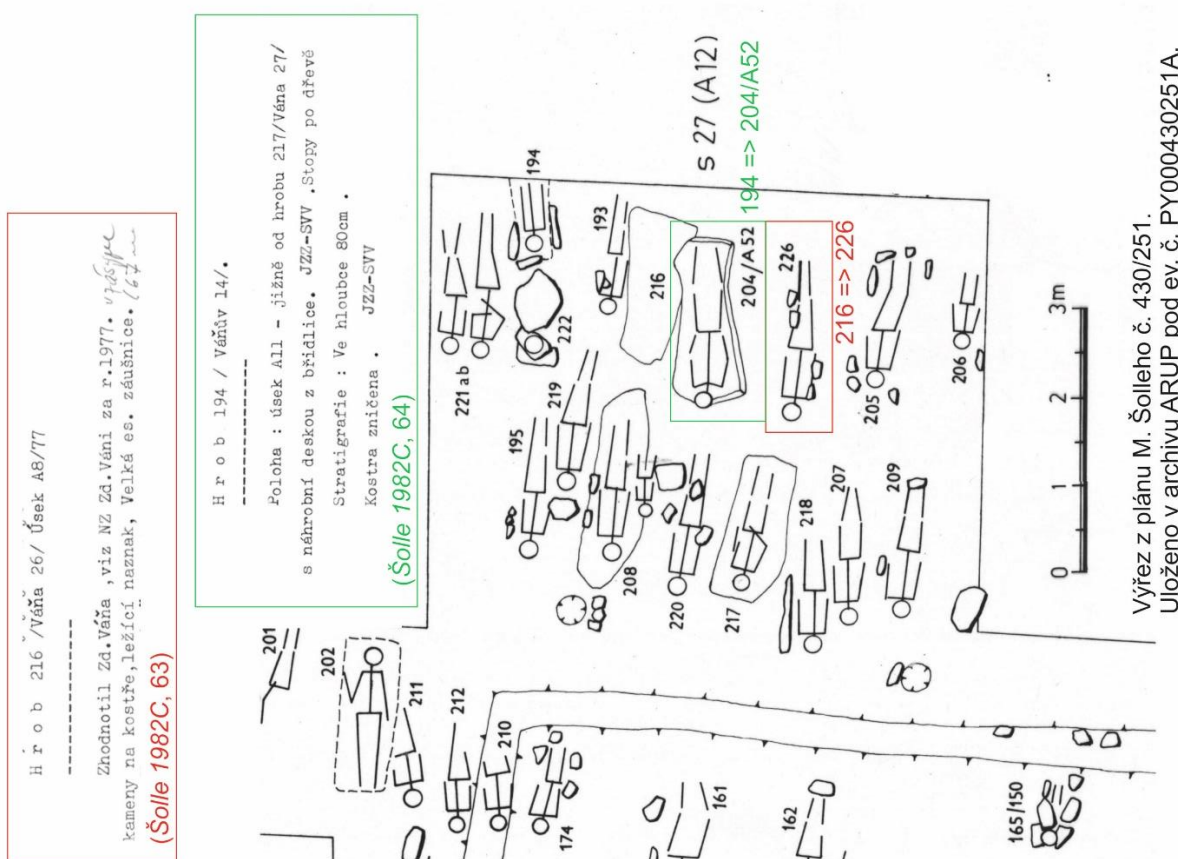 H r o b 216 /Váňa 26/ Úsek A8/77
--------------
Zhodnotil Zd.Váňa ,viz NZ Zd.Váni za r.1977. v zásypu
kameny na kostře,ležící naznak, Velká es. záušnice.
(Šolle 1982C, 63)
H r o b 194 / Váňův 14/.
--------------
Poloha : úsek All - jižně od hrobu 217/Vána 27/
s náhrobní deskou z břidlice. JZZ-SVV .Stopy po dřevě
Stratigrafie : Ve hloubce 80cm .
Kostra zničena . JZZ-SVV
(Šolle 1982C, 64)
201
202
211
212
210
174
161
162
165/150
221 ab
222
194
193
195
219
216
208
220
217
218
207
209
204/A52
226
205
206
s 27 (A12)
194 => 204/A52
216 => 226
0 1 2 3m
Výřez z plánu M. Šolleho č. 430/251.
Uloženo v archivu ARUP pod ev. č. PY000430251A.